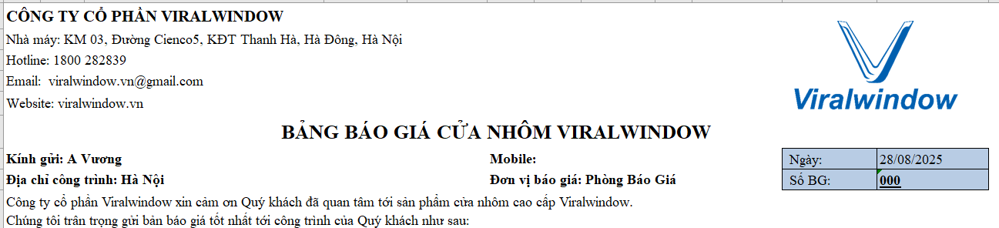 CÔNG TY CỔ PHẦN VIRALWINDOW
Nhà máy: KM 03, Đường Cienco5, KĐT Thanh Hà, Hà Đông, Hà Nội
Hotline: 1800 282839
Email:  viralwindow.vn@gmail.com
Website: viralwindow.vn
Viralwindow
BẢNG BÁO GIÁ CỬA NHÔM VIRALWINDOW
Kính gửi: A Vương Mobile: Ngày: 28/08/2025
Địa chỉ công trình: Hà Nội Đơn vị báo giá: Phòng Báo Giá Số BG: 000
Công ty cổ phần Viralwindow xin cảm ơn Quý khách đã quan tâm tới sản phẩm cửa nhôm cao cấp Viralwindow.
Chúng tôi trân trọng gửi bản báo giá tốt nhất tới công trình của Quý khách như sau: